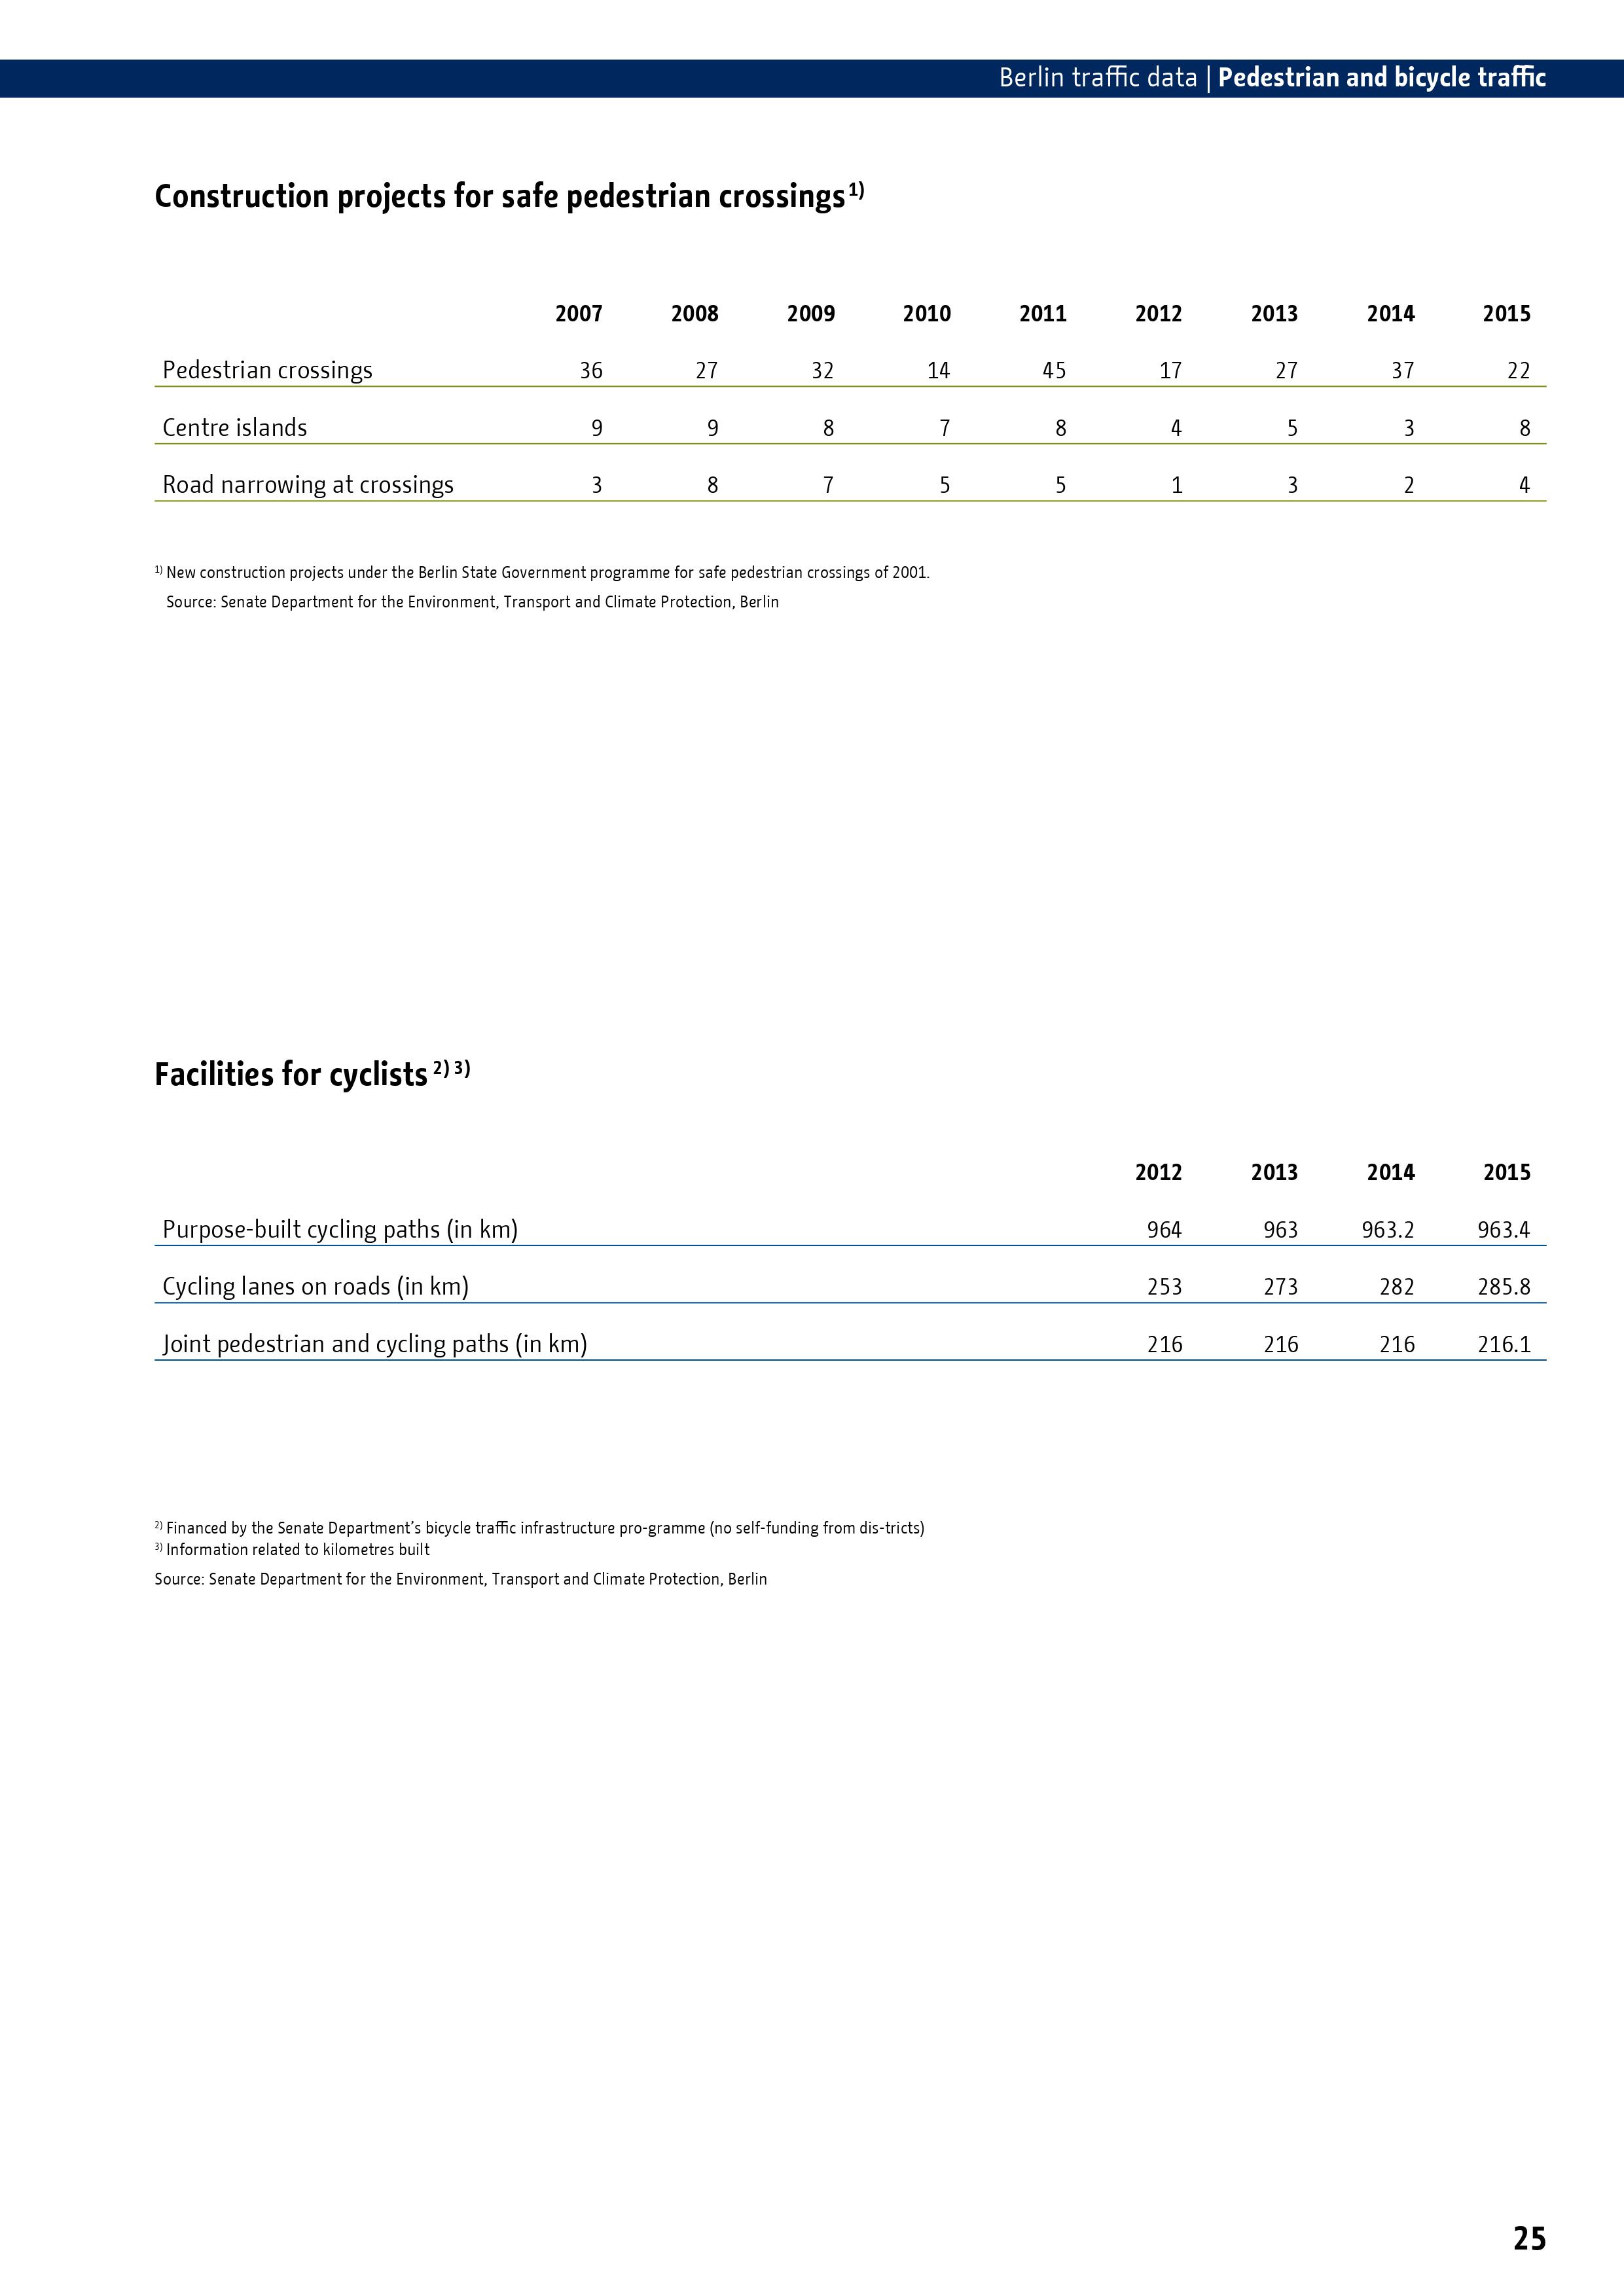 Berlin traffic data | Pedestrian and bicycle traffic
Construction projects for safe pedestrian crossings 1)
2007 2008 2009 2010 2011 2012 2013 2014 2015
Pedestrian crossings 36 27 32 14 45 17 27 37 22
Centre islands 9 9 8 7 8 4 5 3 8
Road narrowing at crossings 3 8 7 5 5 1 3 2 4
1) New construction projects under the Berlin State Government programme for safe pedestrian crossings of 2001.
Source: Senate Department for the Environment, Transport and Climate Protection, Berlin
Facilities for cyclists 2) 3)
2012 2013 2014 2015
Purpose-built cycling paths (in km) 964 963 963.2 963.4
Cycling lanes on roads (in km) 253 273 282 285.8
Joint pedestrian and cycling paths (in km) 216 216 216 216.1
2) Financed by the Senate Department’s bicycle traffic infrastructure pro-gramme (no self-funding from dis-tricts)
3) Information related to kilometres built
Source: Senate Department for the Environment, Transport and Climate Protection, Berlin
25